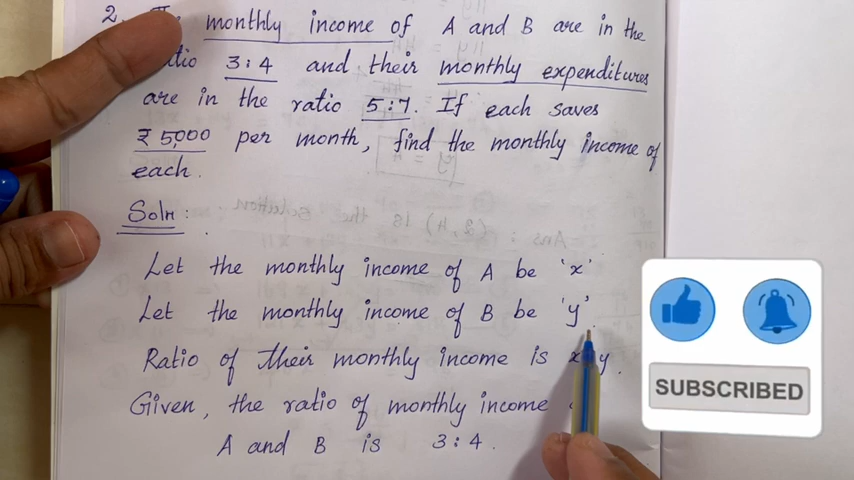 2. monthly income of A and B are in the
3:4 and their monthly expenditures
are in the ratio 5:7. If each saves
₹ 5,000 per month, find the monthly income of
each.
Soln :
Let the monthly income of A be 'x'
Let the monthly income of B be 'y'
Ratio of their monthly income is x y.
Given, the ratio of monthly income
A and B is 3:4.
SUBSCRIBED